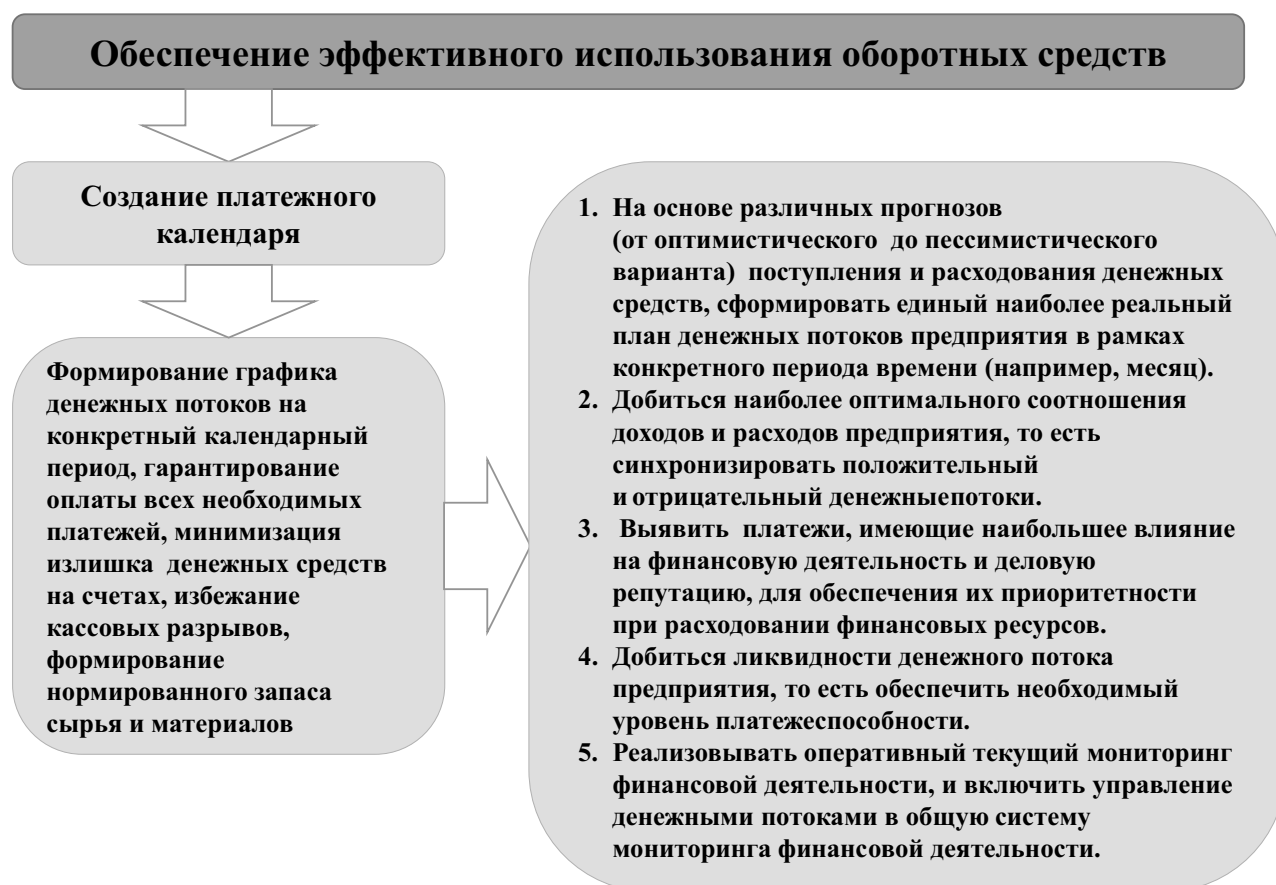 Обеспечение эффективного использования оборотных средств
Создание платежного
календаря
Формирование графика
денежных потоков на
конкретный календарный
период, гарантирование
оплаты всех необходимых
платежей, минимизация
излишка денежных средств
на счетах, избежание
кассовых разрывов,
формирование
нормированного запаса
сырья и материалов
1. На основе различных прогнозов
(от оптимистического до пессимистического
варианта) поступления и расходования денежных
средств, сформировать единый наиболее реальный
план денежных потоков предприятия в рамках
конкретного периода времени (например, месяц).
2. Добиться наиболее оптимального соотношения
доходов и расходов предприятия, то есть
синхронизировать положительный
и отрицательный денежныепотоки.
3. Выявить платежи, имеющие наибольшее влияние
на финансовую деятельность и деловую
репутацию, для обеспечения их приоритетности
при расходовании финансовых ресурсов.
4. Добиться ликвидности денежного потока
предприятия, то есть обеспечить необходимый
уровень платежеспособности.
5. Реализовывать оперативный текущий мониторинг
финансовой деятельности, и включить управление
денежными потоками в общую систему
мониторинга финансовой деятельности.